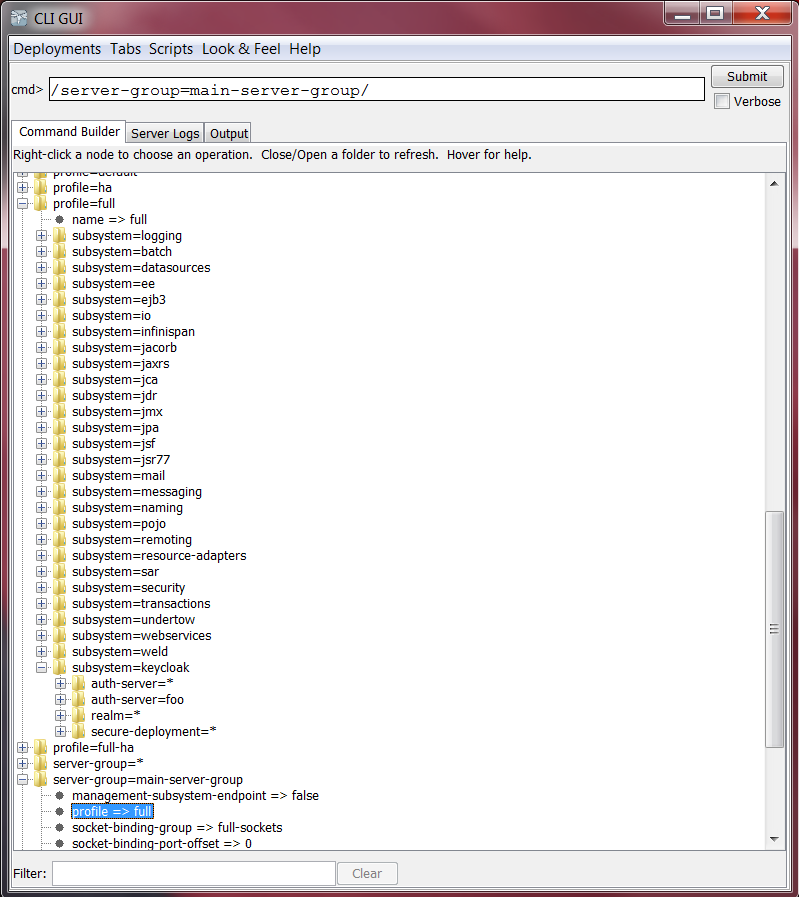 CLI GUI
Deployments Tabs Scripts Look & Feel Help
cmd> /server-group=main-server-group/ Submit
Verbose
Command Builder Server Logs Output
Right-click a node to choose an operation. Close/Open a folder to refresh. Hover for help.
profile=default
profile=ha
profile=full
name => full
subsystem=logging
subsystem=batch
subsystem=datasources
subsystem=ee
subsystem=ejb3
subsystem=io
subsystem=infinispan
subsystem=jacorb
subsystem=jaxrs
subsystem=jca
subsystem=jdr
subsystem=jmx
subsystem=jpa
subsystem=jsf
subsystem=jsr77
subsystem=mail
subsystem=messaging
subsystem=naming
subsystem=pojo
subsystem=remoting
subsystem=resource-adapters
subsystem=sar
subsystem=security
subsystem=transactions
subsystem=undertow
subsystem=webservices
subsystem=weld
subsystem=keycloak
auth-server=*
auth-server=foo
realm=*
secure-deployment=*
profile=full-ha
server-group=*
server-group=main-server-group
management-subsystem-endpoint => false
profile => full
socket-binding-group => full-sockets
socket-binding-port-offset => 0
Filter: Clear